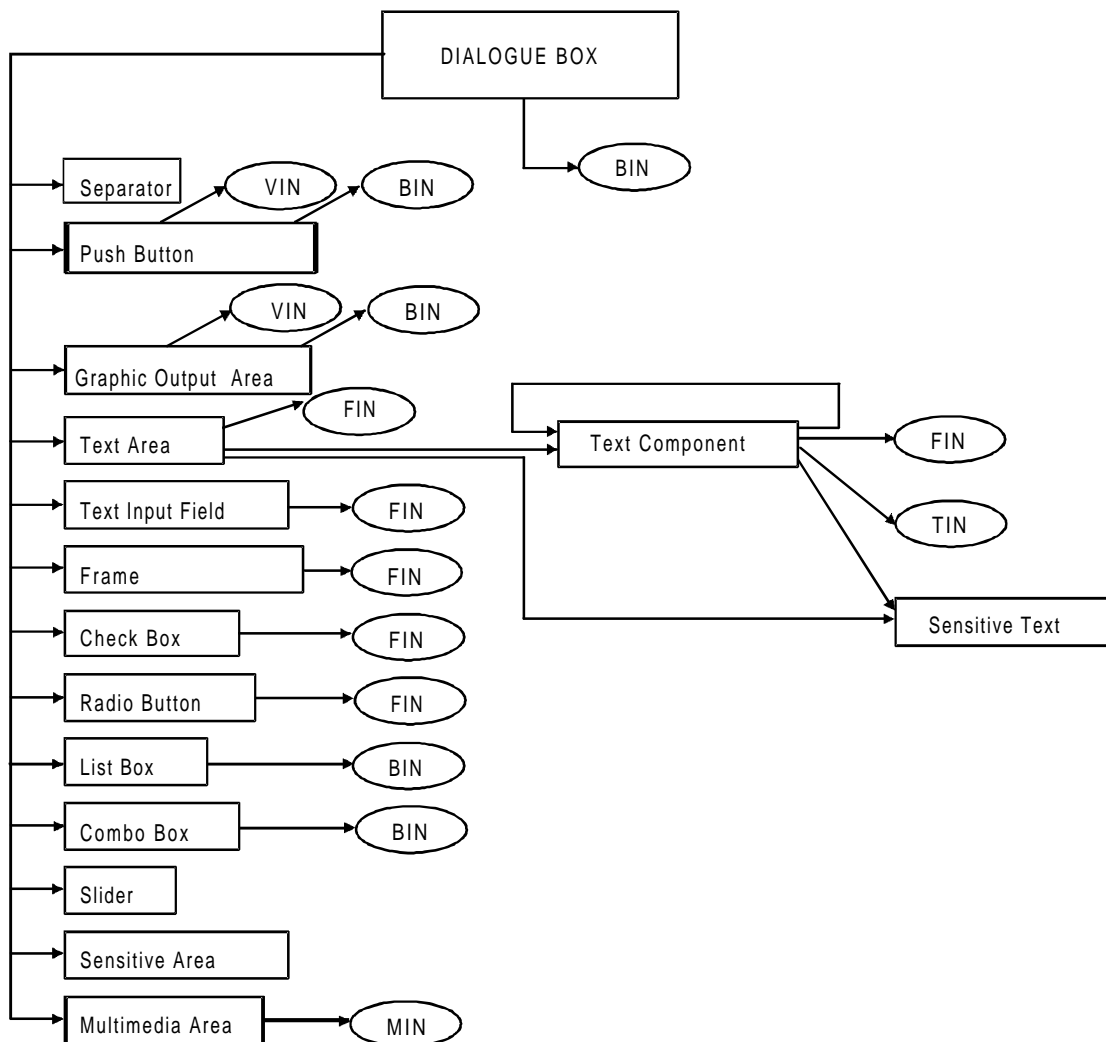 DIALOGUE BOX
BIN
Separator
VIN
BIN
Push Button
VIN
BIN
Graphic Output Area
FIN
Text Area
Text Component
FIN
Text Input Field
FIN
TIN
Frame
FIN
Sensitive Text
Check Box
FIN
Radio Button
FIN
List Box
BIN
Combo Box
BIN
Slider
Sensitive Area
Multimedia Area
MIN